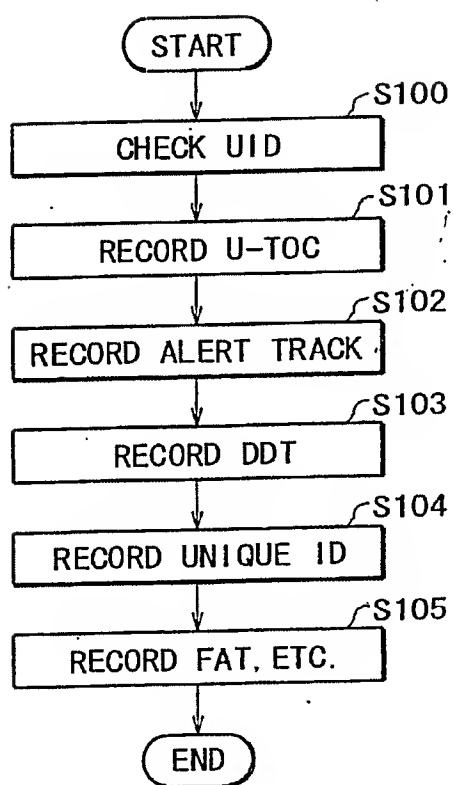 START
S100
CHECK UID
S101
RECORD U-TOC
S102
RECORD ALERT TRACK
S103
RECORD DDT
S104
RECORD UNIQUE ID
S105
RECORD FAT, ETC.
END